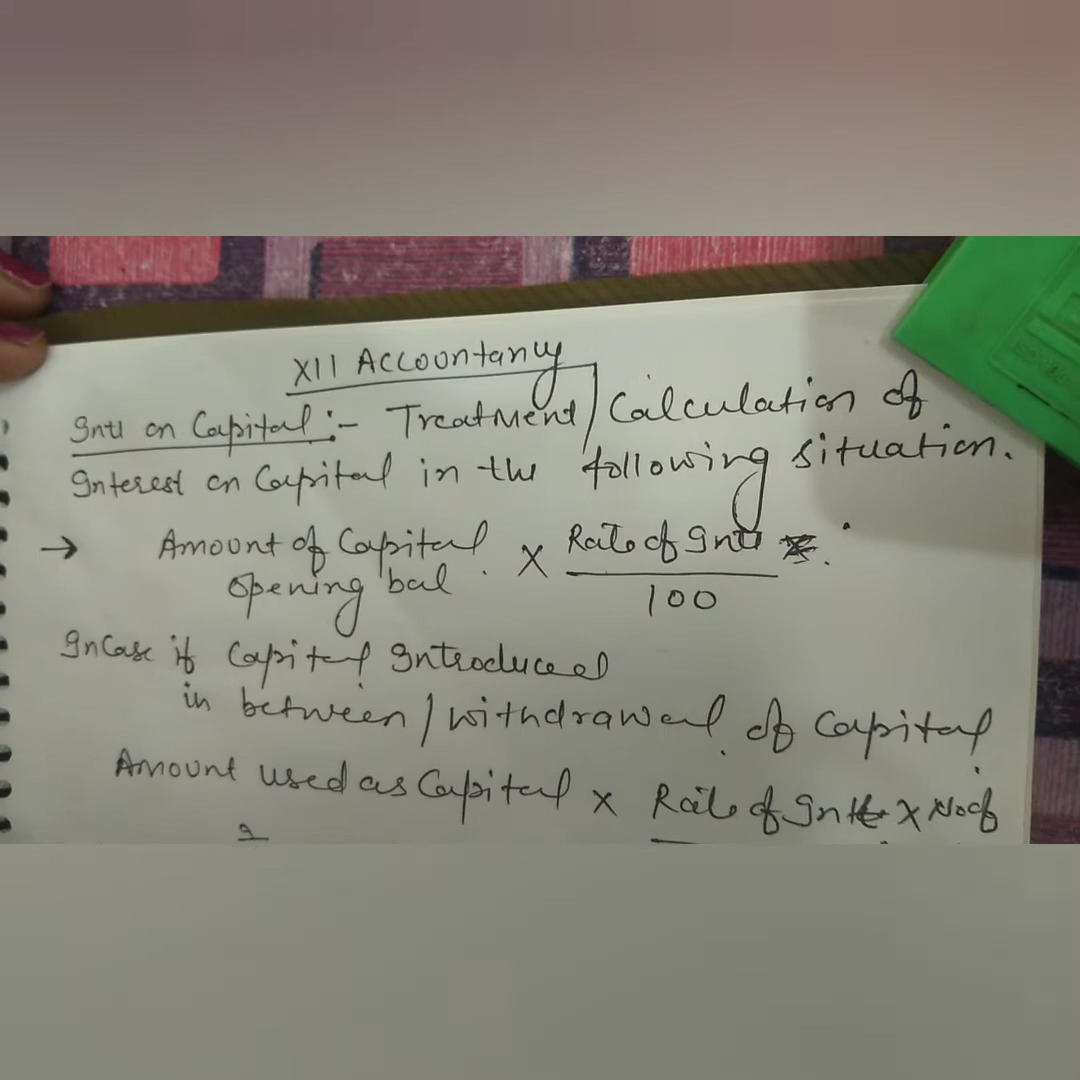 XII Accountancy
Intt on Capital :- Treatment / Calculation of
Interest on Capital in the following situation.
→ Amount of Capital opening bal × Rate of Intt
100
In Case if Capital Introduced
in between / withdrawal of Capital
Amount used as Capital × Rate of Intt × No of